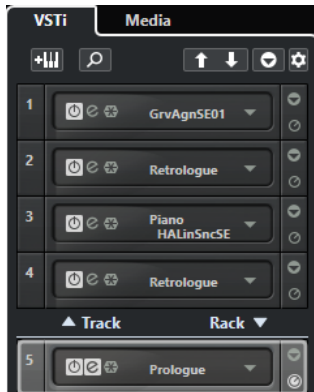 VSTi Media
1 GrvAgnSE01
2 Retrologue
3 Piano
HALinSncSE
4 Retrologue
Track Rack
5 Prologue